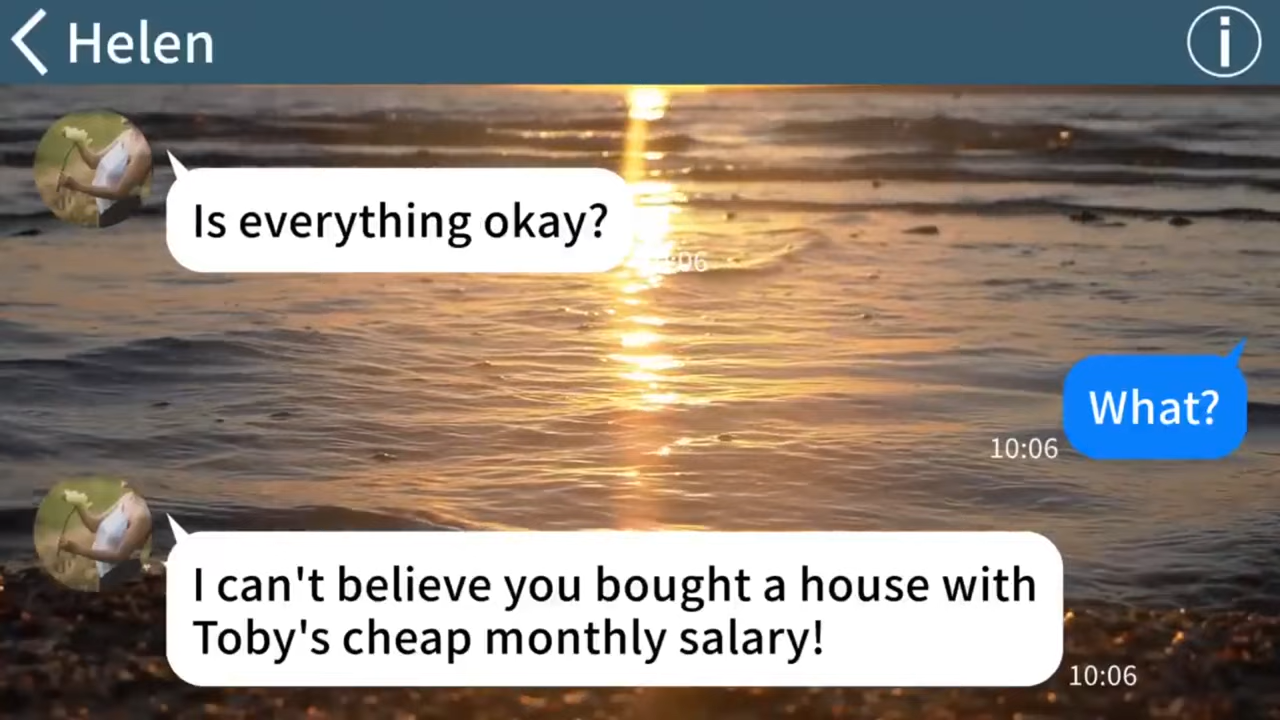 Helen
Is everything okay?
What?
10:06
I can't believe you bought a house with
Toby's cheap monthly salary!
10:06